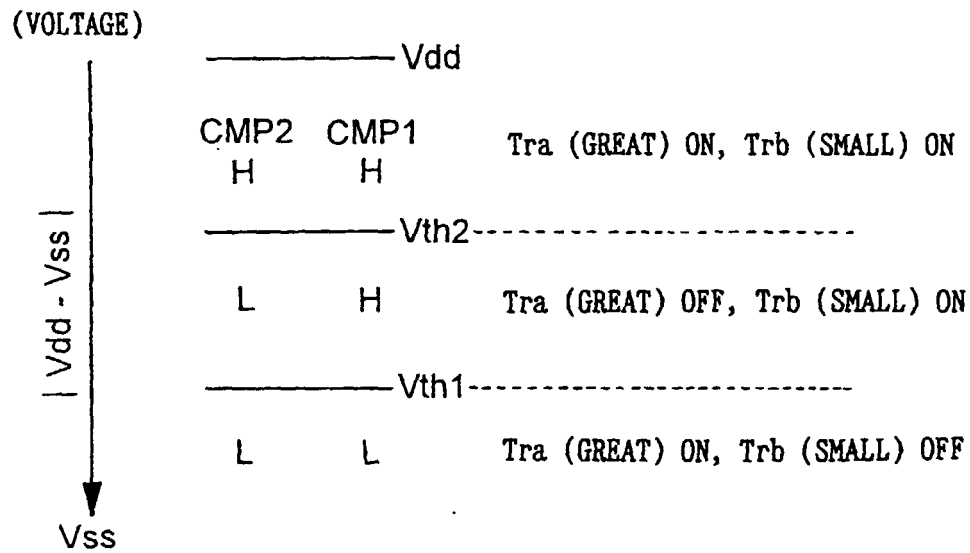 (VOLTAGE)
Vdd
CMP2 CMP1 Tra (GREAT) ON, Trb (SMALL) ON
H H
Vth2
| Vdd - Vss |
L H Tra (GREAT) OFF, Trb (SMALL) ON
Vth1
L L Tra (GREAT) ON, Trb (SMALL) OFF
Vss